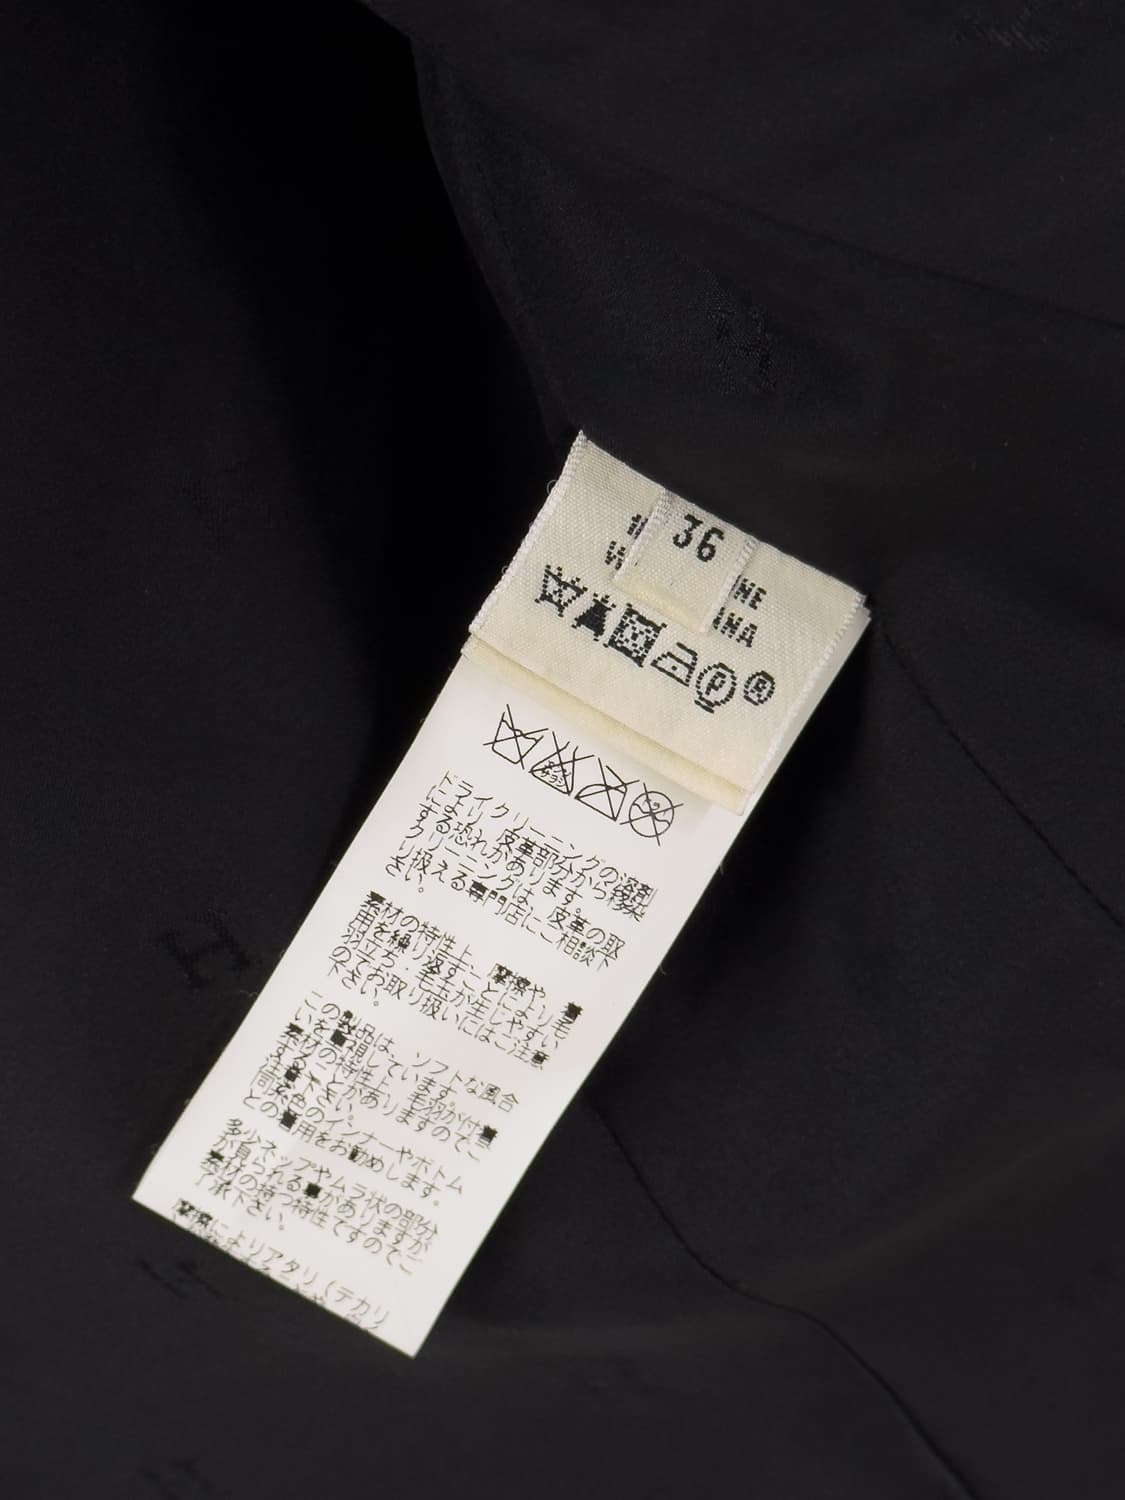 36
NE
INA
P
®
ドライクリーニングの溶剤
により、皮革部分から移染
する恐れがあります。
クリーニングは、皮革の取
り扱える専門店にご相談下
さい。
素材の特性上、摩擦や、着
用を繰り返すことにより毛
羽立ち・毛玉が生じやすい
のでお取り扱いにはご注意
下さい。
この製品は、ソフトな風合
いを重視しています。
素材の特性上、毛羽が付着
することがありますのでご
注意下さい。
同系色のインナーやボトム
との着用をお勧めします。
多少ネップやムラ状の部分
が見られる事がありますが
素材の持つ特性ですのでご
了承下さい。
摩擦によりアタリ(テカリ